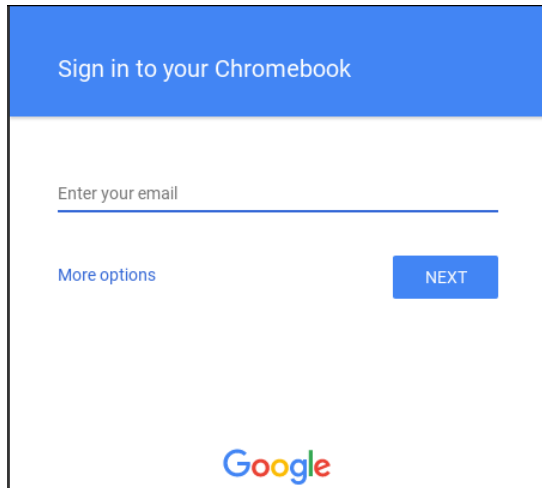 Sign in to your Chromebook
Enter your email
More options
NEXT
Google